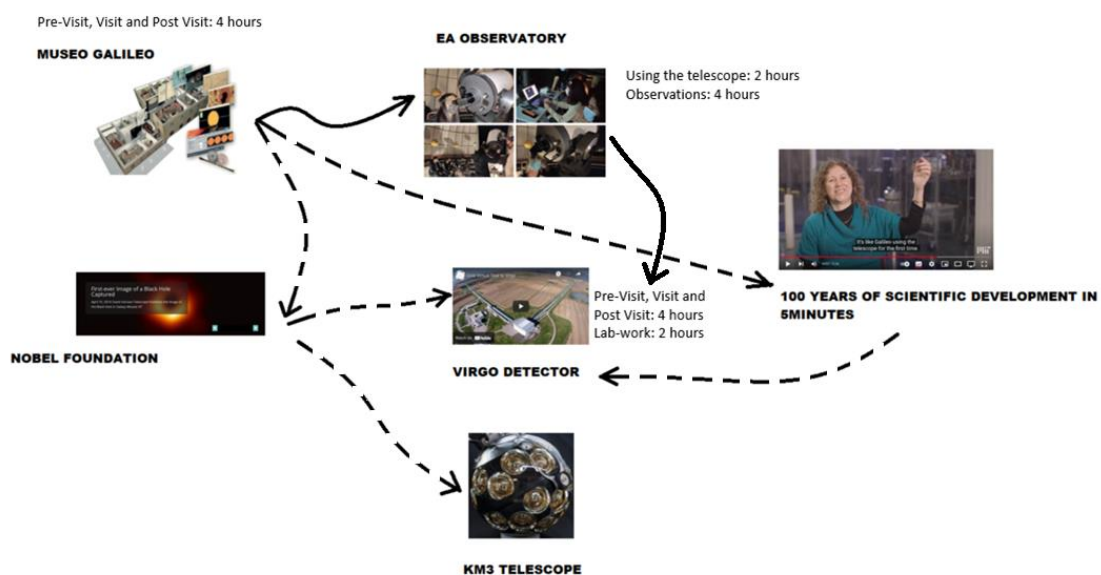 Pre-Visit, Visit and Post Visit: 4 hours
MUSEO GALILEO
EA OBSERVATORY
Using the telescope: 2 hours
Observations: 4 hours
It's like Galileo using the
telescope for the first time
First-ever Image of a Black Hole
Captured
Pre-Visit, Visit and
Post Visit: 4 hours
Lab-work: 2 hours
100 YEARS OF SCIENTIFIC DEVELOPMENT IN
5MINUTES
NOBEL FOUNDATION
VIRGO DETECTOR
KM3 TELESCOPE